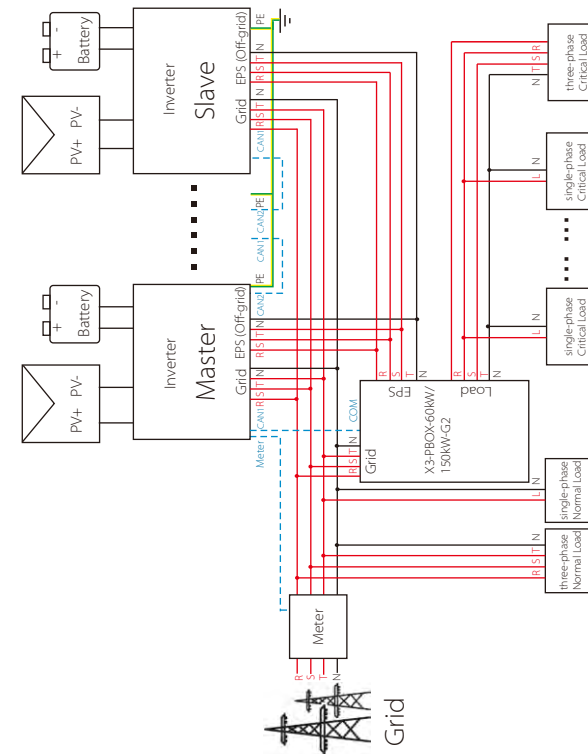 PV+ PV-
+ -
Battery
PV+ PV-
+ -
Battery
Inverter
Master
Inverter
Slave
Grid
EPS (Off-grid)
Meter
CAN1
R S T N
R S T N
CAN2
PE
CAN1
CAN2
PE
Grid
EPS (Off-grid)
CAN1
R S T N
R S T N
PE
R
S
T
N
Meter
Grid
COM
R S T N
Grid
X3-PBOX-60kW/
150kW-G2
EPS
R
S
T
N
Load
R
S
T
N
R S T N
three-phase
Normal Load
L N
single-phase
Normal Load
L N
single-phase
Critical Load
L N
single-phase
Critical Load
N T S R
three-phase
Critical Load